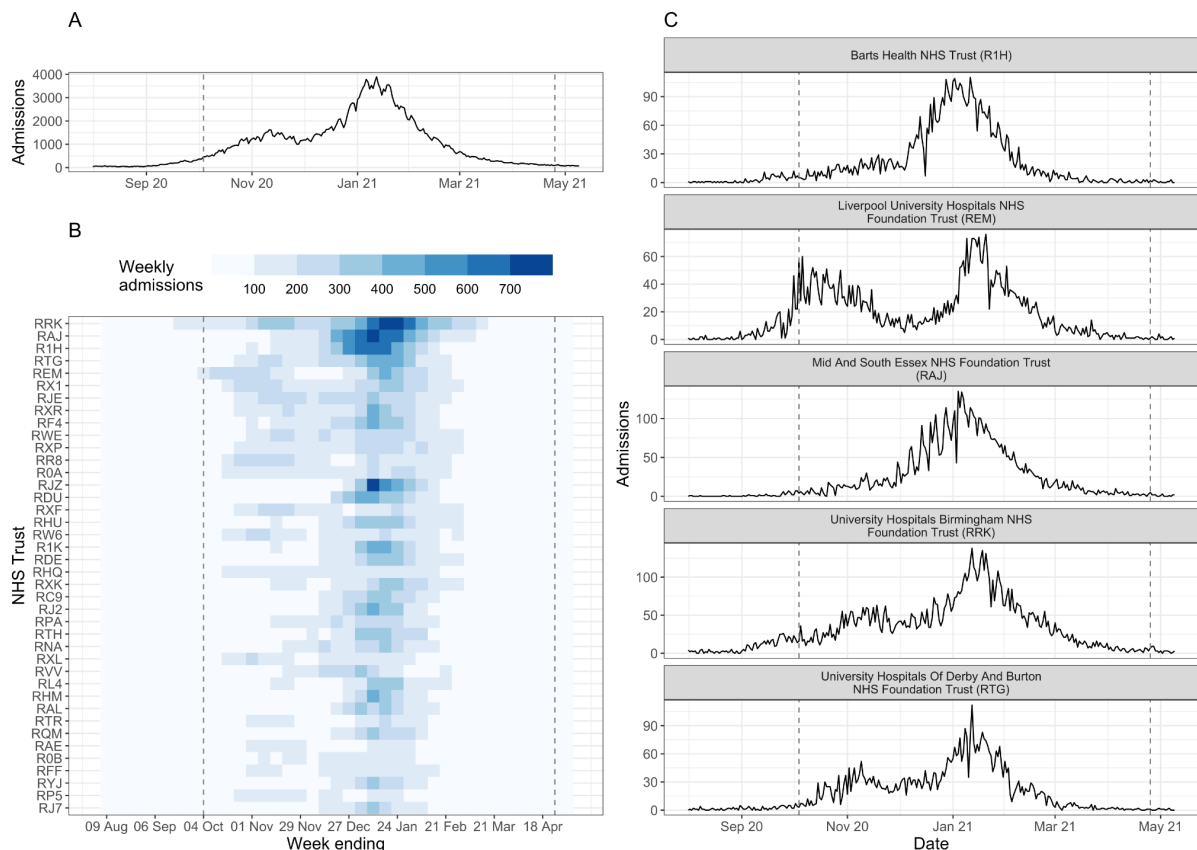 A
Admissions
4000
3000
2000
1000
0
Sep 20
Nov 20
Jan 21
Mar 21
May 21
B
Weekly
admissions
100
200
300
400
500
600
700
NHS Trust
RRK
RAJ
R1H
RTG
REM
RX1
RJE
RXR
RF4
RWE
RXP
RR8
R0A
RJZ
RDU
RXF
RHU
RW6
R1K
RDE
RHQ
RXK
RC9
RJ2
RPA
RTH
RNA
RXL
RVV
RL4
RHM
RAL
RTR
RQM
RAE
R0B
RFF
RYJ
RP5
RJ7
09 Aug
06 Sep
04 Oct
01 Nov
29 Nov
27 Dec
24 Jan
21 Feb
21 Mar
18 Apr
Week ending
C
Admissions
Barts Health NHS Trust (R1H)
90
60
30
0
Liverpool University Hospitals NHS
Foundation Trust (REM)
60
40
20
0
Mid And South Essex NHS Foundation Trust
(RAJ)
100
50
0
University Hospitals Birmingham NHS
Foundation Trust (RRK)
100
50
0
University Hospitals Of Derby And Burton
NHS Foundation Trust (RTG)
90
60
30
0
Sep 20
Nov 20
Jan 21
Mar 21
May 21
Date